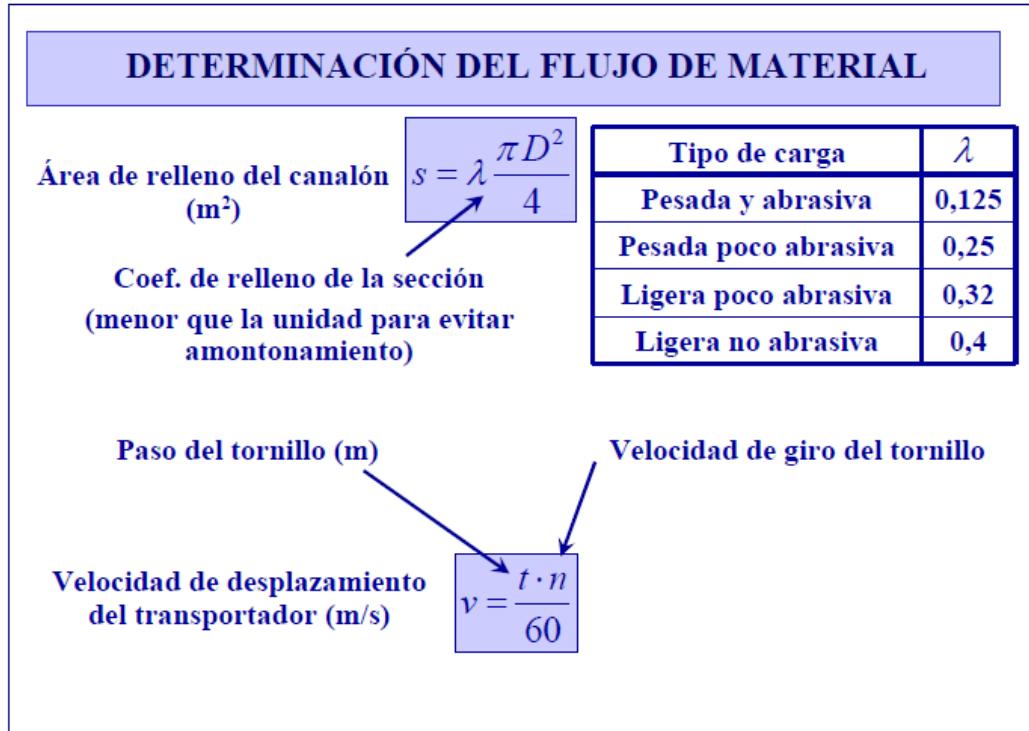 DETERMINACIÓN DEL FLUJO DE MATERIAL
Área de relleno del canalón
(m²)
s = λ πD²/4
Coef. de relleno de la sección
(menor que la unidad para evitar
amontonamiento)
Tipo de carga λ
Pesada y abrasiva 0,125
Pesada poco abrasiva 0,25
Ligera poco abrasiva 0,32
Ligera no abrasiva 0,4
Paso del tornillo (m)
Velocidad de giro del tornillo
Velocidad de desplazamiento
del transportador (m/s)
v = t · n/60